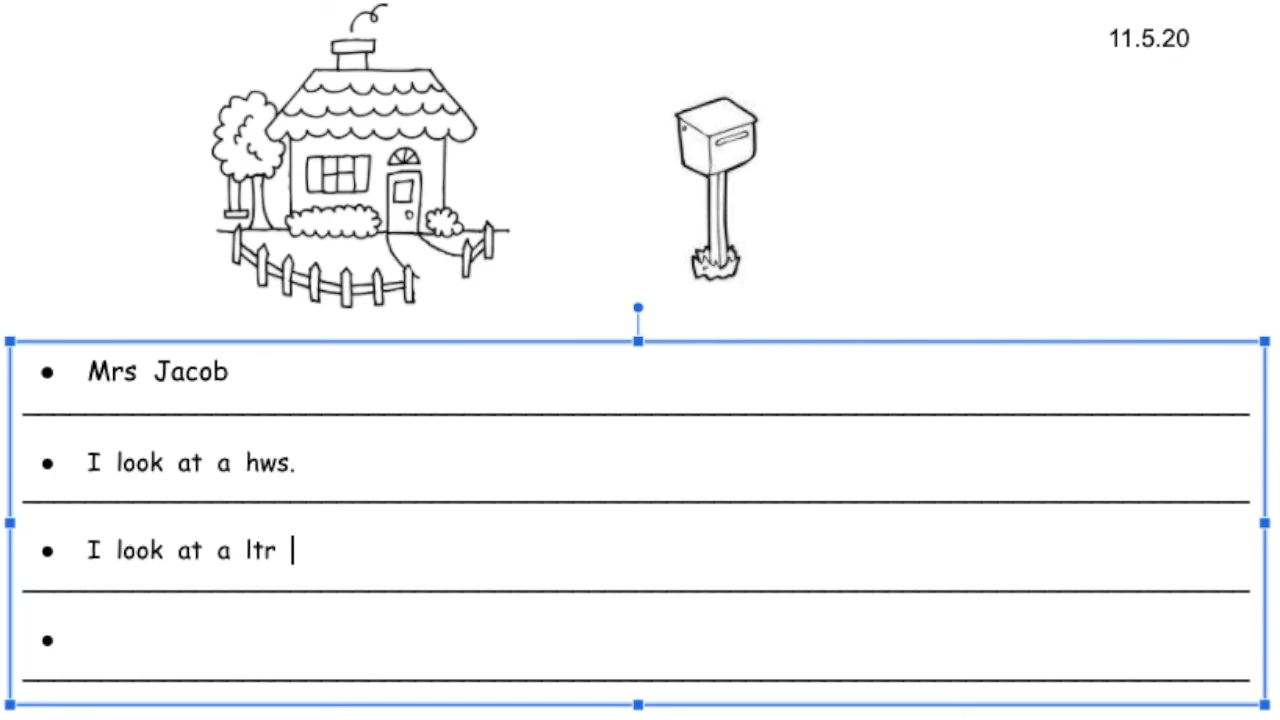 11.5.20
• Mrs Jacob
• I look at a hws.
• I look at a ltr
•